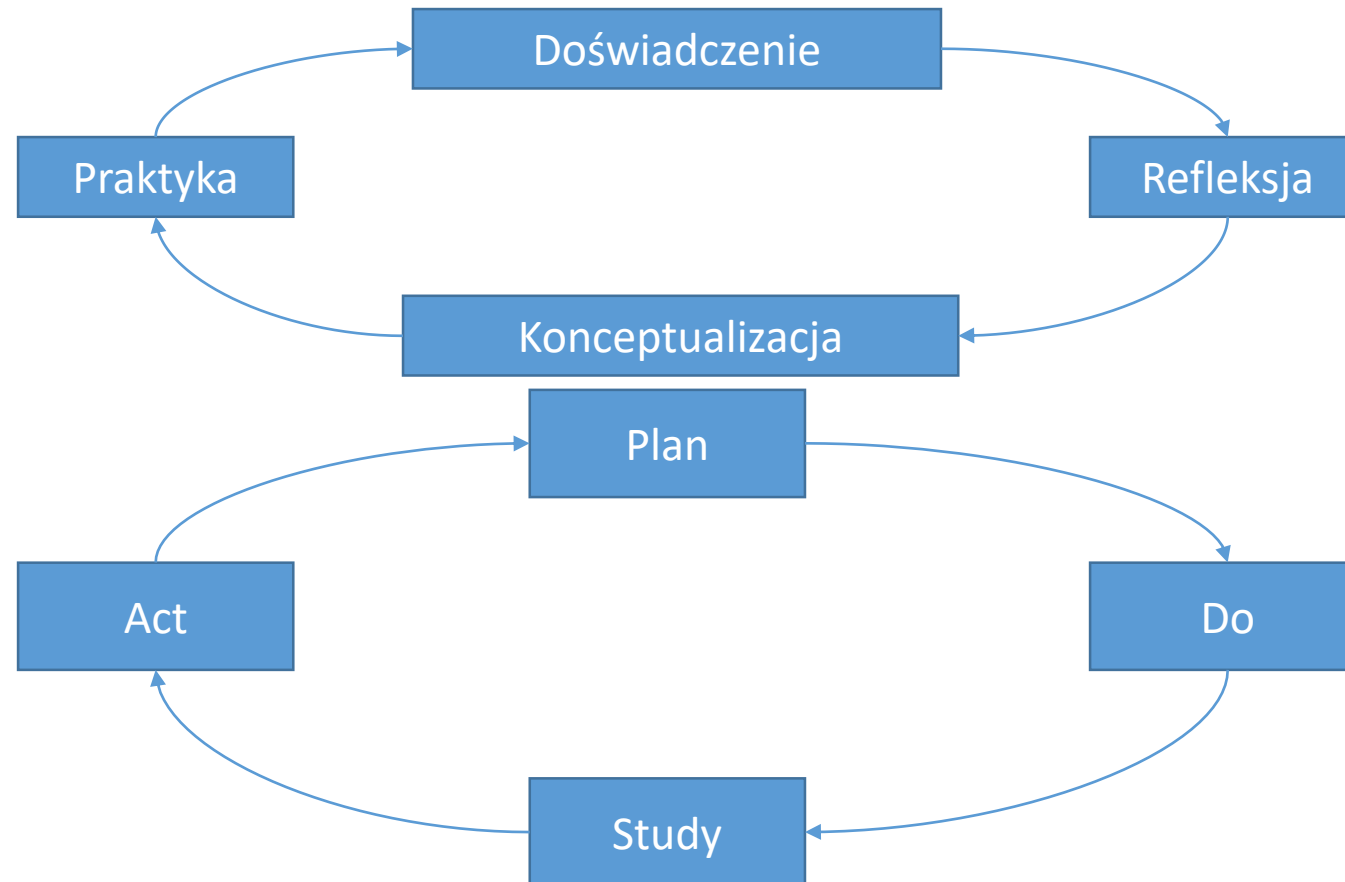 Doświadczenie
Praktyka
Refleksja
Konceptualizacja
Plan
Act
Do
Study